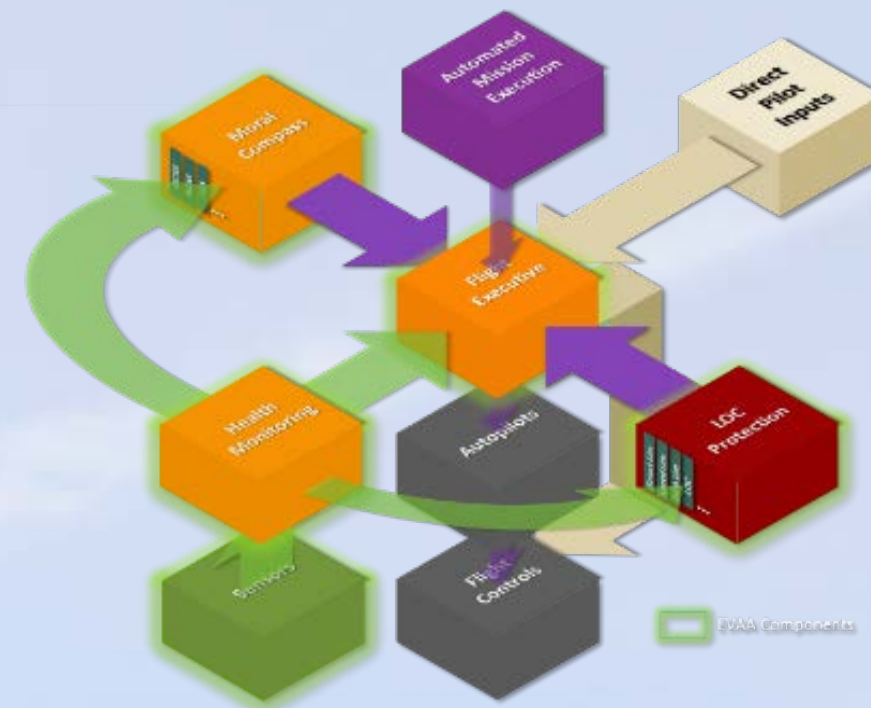 Automated
Mission
Execution
Direct
Pilot
Inputs
Moral
Compass
...
Flight
Executive
Health
Monitoring
Autopilots
LOC
Protection
LOC
...
Sensors
Flight
Controls
EVAA Components